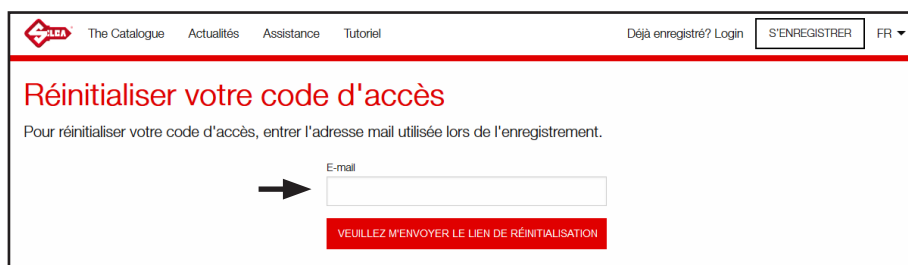 SILCA The Catalogue Actualités Assistance Tutoriel Déjà enregistré? Login S'ENREGISTRER FR
Réinitialiser votre code d'accès
Pour réinitialiser votre code d'accès, entrer l'adresse mail utilisée lors de l'enregistrement.
E-mail
VEUILLEZ M'ENVOYER LE LIEN DE RÉINITIALISATION